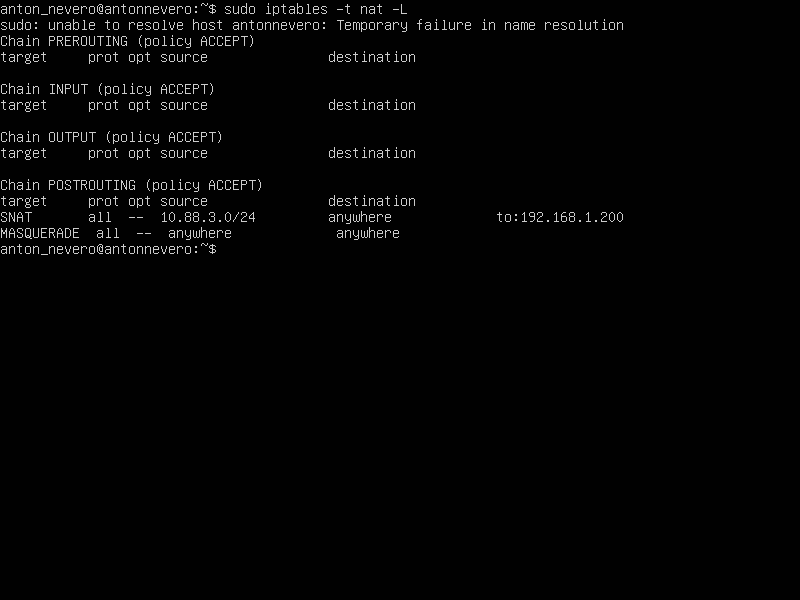 anton_nevero@antonnevero:~$ sudo iptables -t nat -L
sudo: unable to resolve host antonnevero: Temporary failure in name resolution
Chain PREROUTING (policy ACCEPT)
target     prot opt source               destination

Chain INPUT (policy ACCEPT)
target     prot opt source               destination

Chain OUTPUT (policy ACCEPT)
target     prot opt source               destination

Chain POSTROUTING (policy ACCEPT)
target     prot opt source               destination
SNAT       all  --  10.88.3.0/24         anywhere             to:192.168.1.200
MASQUERADE  all  --  anywhere             anywhere
anton_nevero@antonnevero:~$